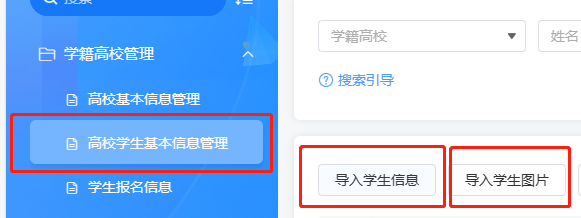 搜索
学籍高校管理
高校基本信息管理
高校学生基本信息管理
学生报名信息
学籍高校
姓名
搜索引导
导入学生信息
导入学生图片